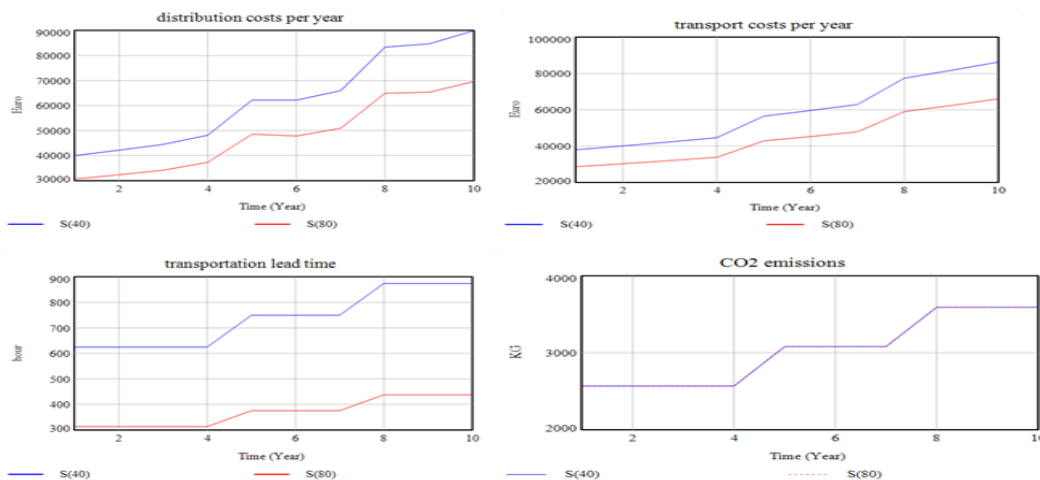 distribution costs per year
90000
80000
70000
60000
50000
40000
30000
Euro
2 4 6 8 10
Time (Year)
S(40) S(80)
transport costs per year
100000
80000
60000
40000
20000
Euro
2 4 6 8 10
Time (Year)
S(40) S(80)
transportation lead time
900
800
700
600
500
400
300
hour
2 4 6 8 10
Time (Year)
S(40) S(80)
CO2 emissions
4000
3000
2000
KG
2 4 6 8 10
Time (Year)
S(40) S(80)